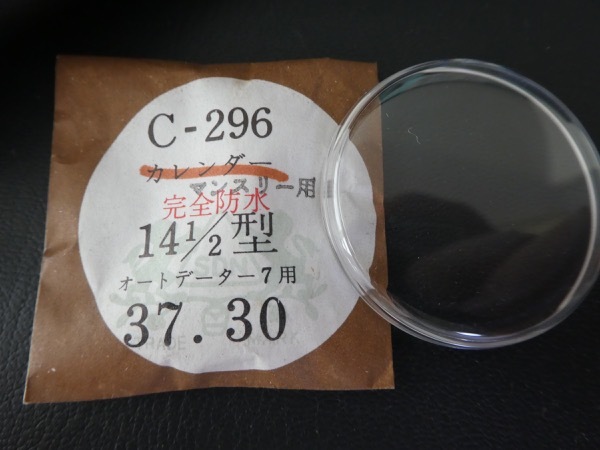 C-296
カレンダー
マンスリー用
完全防水
14 1/2 型
オートデーター7用
37.30